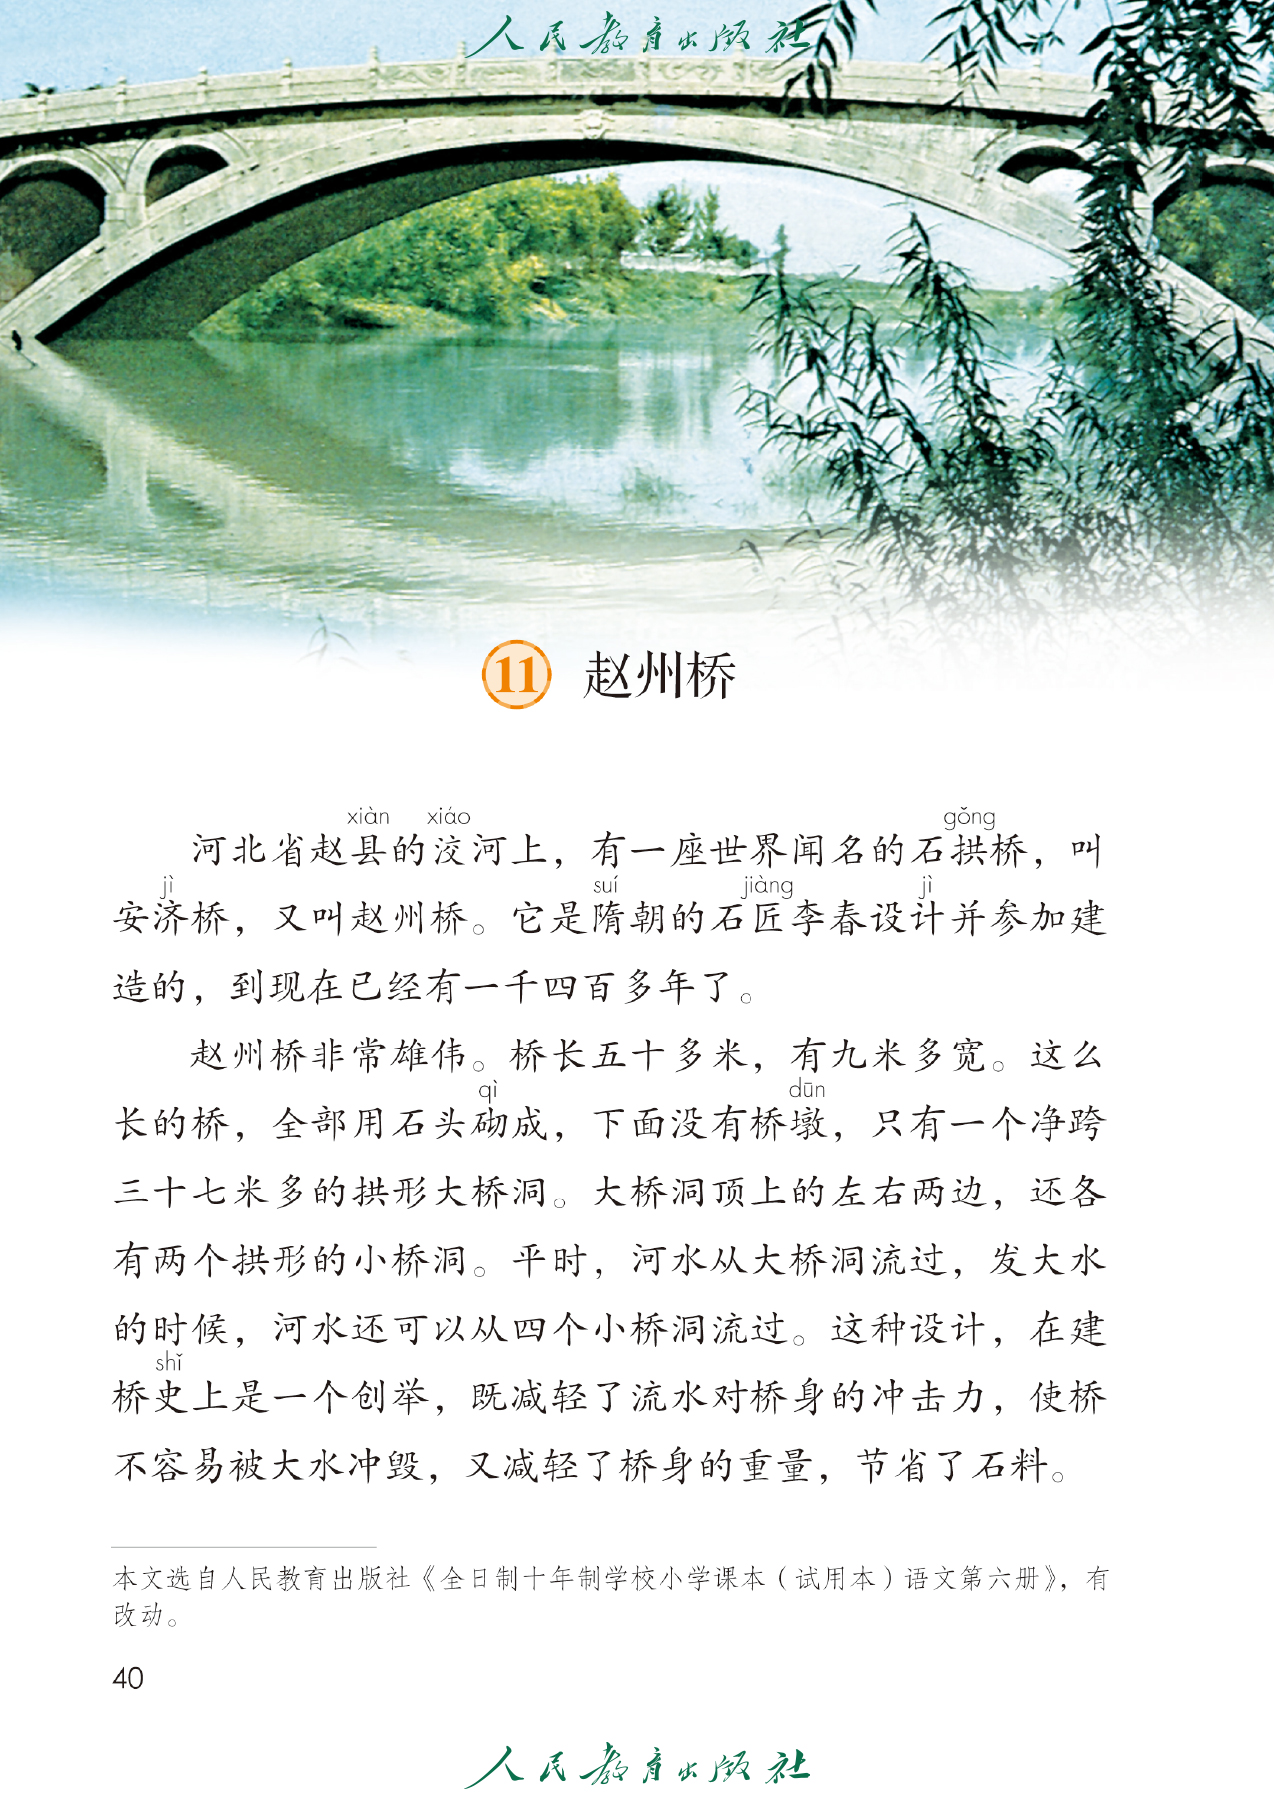 人民教育出版社
11 赵州桥
xiàn xiáo gǒng
河北省赵县的洨河上，有一座世界闻名的石拱桥，叫
jì suí jiàng jì
安济桥，又叫赵州桥。它是隋朝的石匠李春设计并参加建
造的，到现在已经有一千四百多年了。
赵州桥非常雄伟。桥长五十多米，有九米多宽。这么
qì dūn
长的桥，全部用石头砌成，下面没有桥墩，只有一个净跨
三十七米多的拱形大桥洞。大桥洞顶上的左右两边，还各
有两个拱形的小桥洞。平时，河水从大桥洞流过，发大水
的时候，河水还可以从四个小桥洞流过。这种设计，在建
shǐ
桥史上是一个创举，既减轻了流水对桥身的冲击力，使桥
不容易被大水冲毁，又减轻了桥身的重量，节省了石料。
本文选自人民教育出版社《全日制十年制学校小学课本（试用本）语文第六册》，有
改动。
40
人民教育出版社